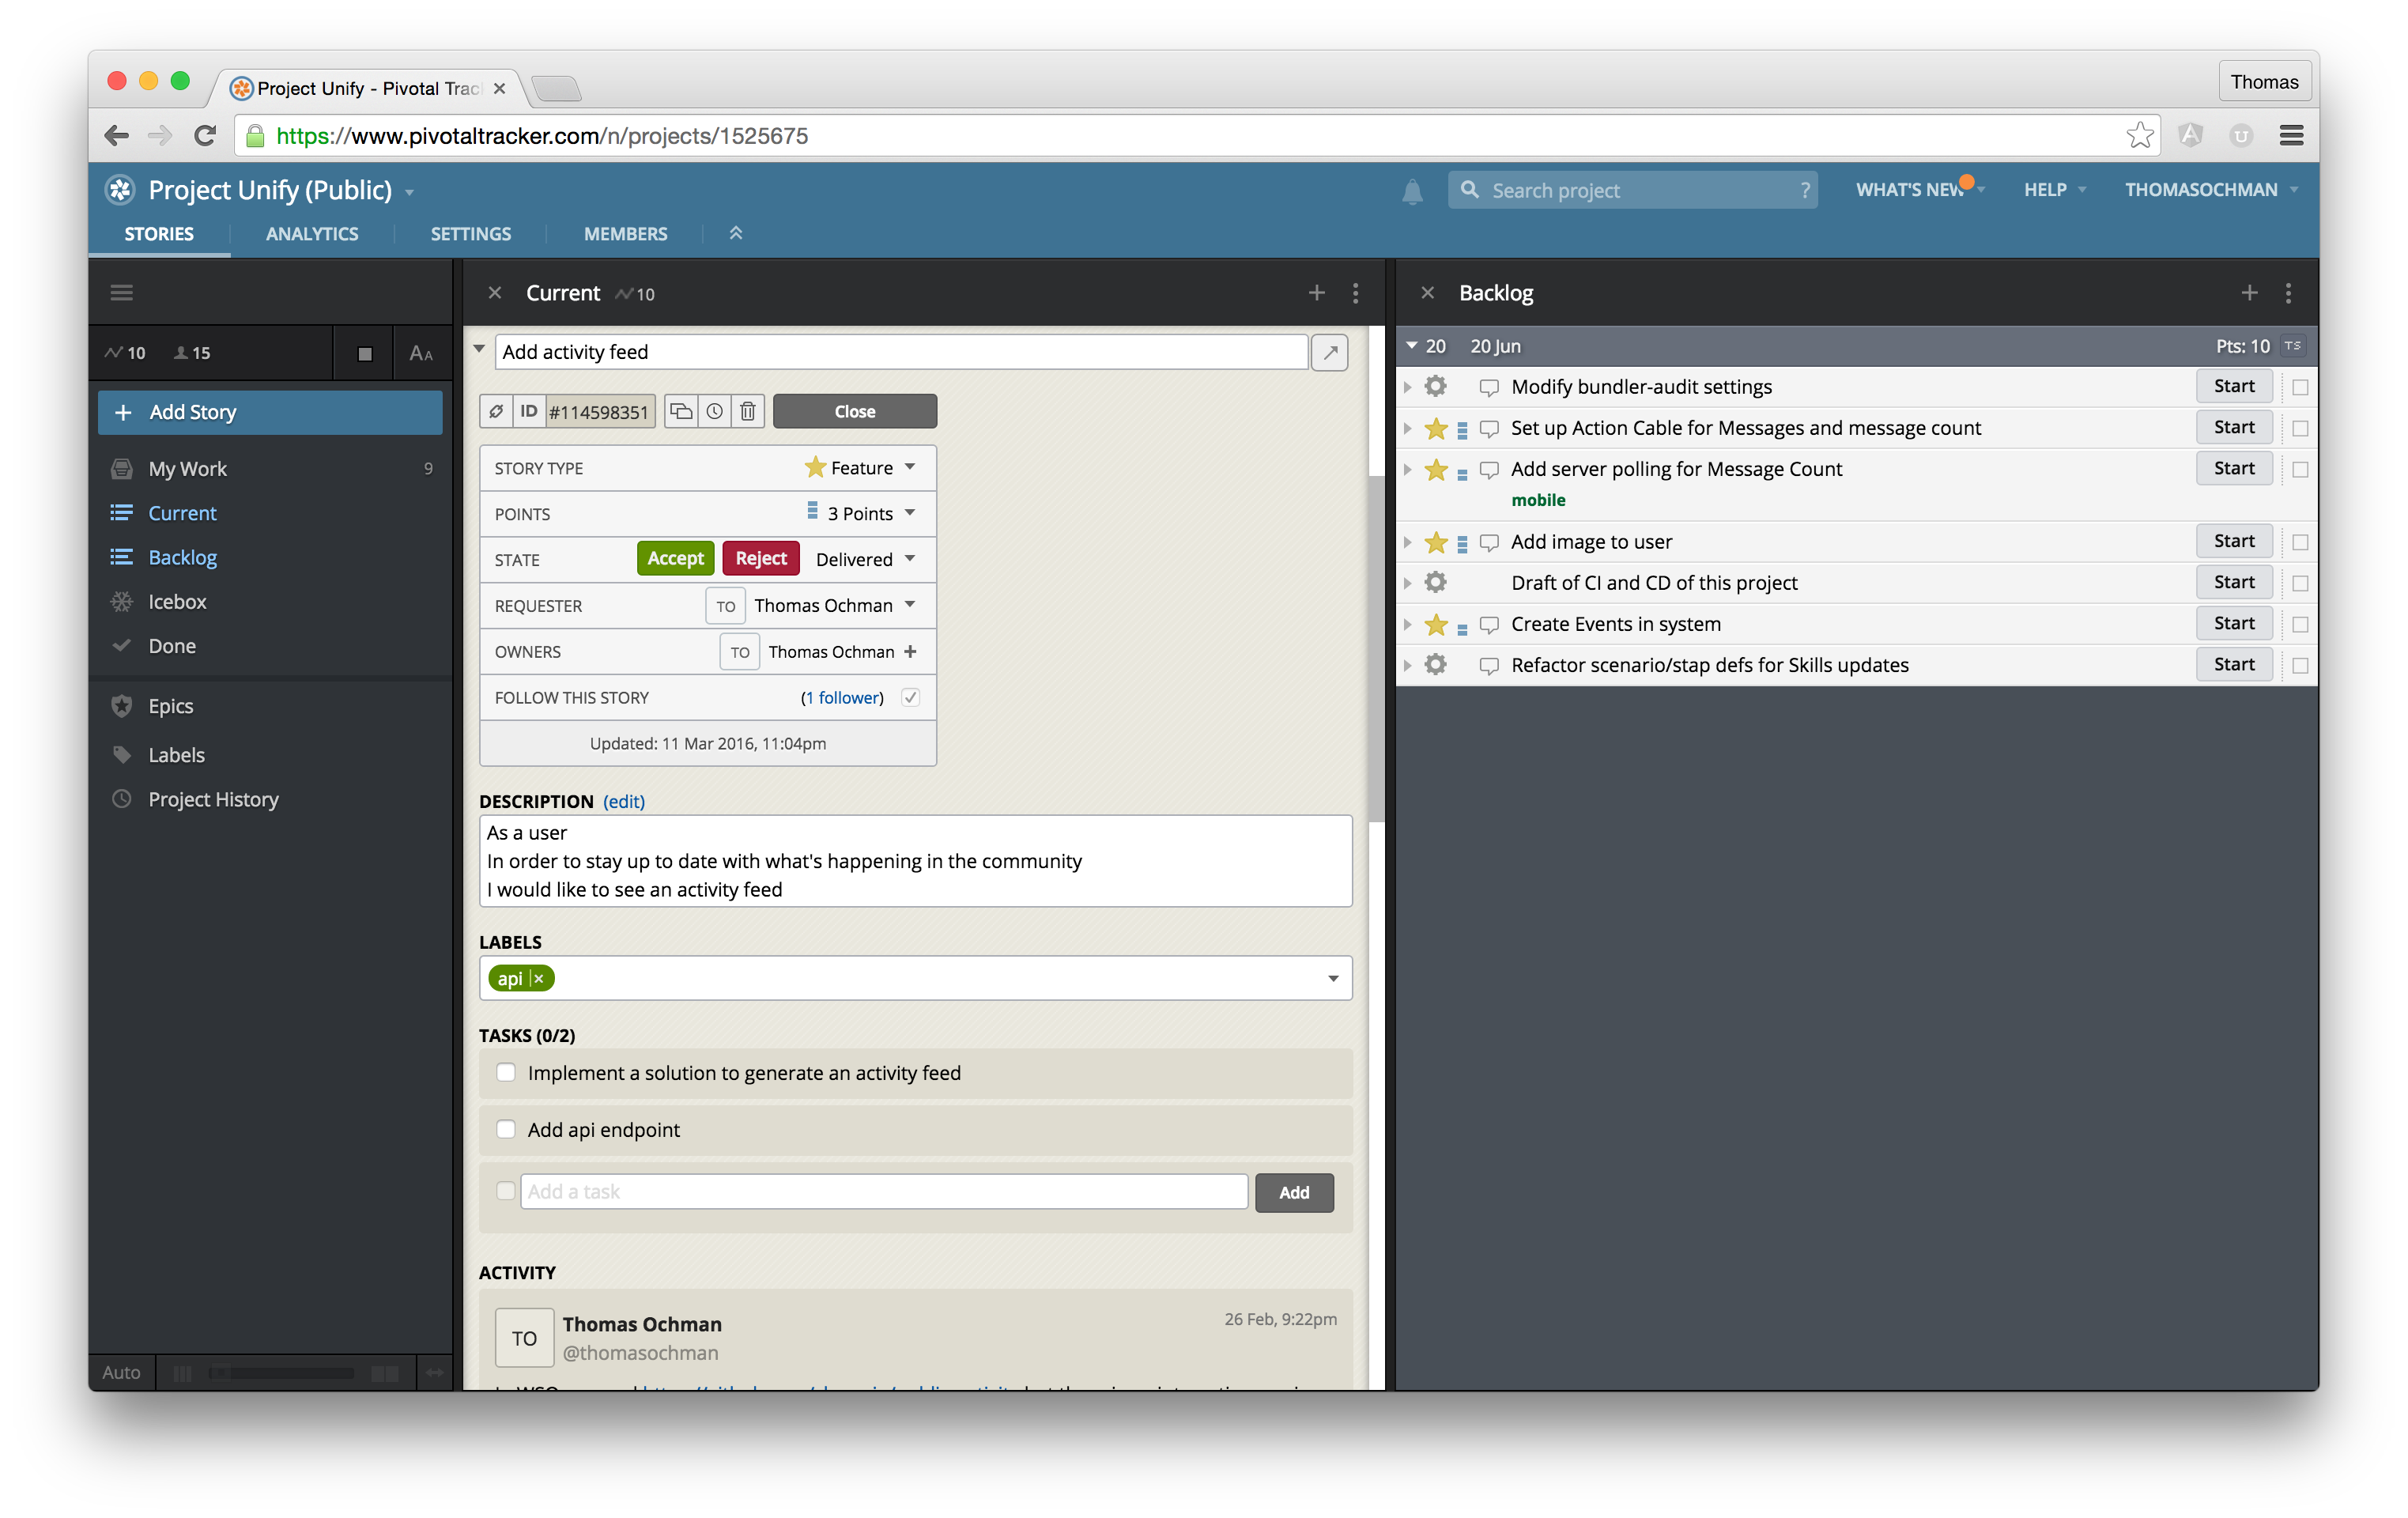 Project Unify - Pivotal Trac
Thomas
https://www.pivotaltracker.com/n/projects/1525675
Project Unify (Public)
Search project ?
WHAT'S NEW
HELP
THOMASOCHMAN
STORIES
ANALYTICS
SETTINGS
MEMBERS
10 15 AA
Add Story
My Work 9
Current
Backlog
Icebox
Done
Epics
Labels
Project History
Auto
Current 10
Add activity feed
ID #114598351 Close
STORY TYPE Feature
POINTS 3 Points
STATE Accept Reject Delivered
REQUESTER TO Thomas Ochman
OWNERS TO Thomas Ochman +
FOLLOW THIS STORY (1 follower)
Updated: 11 Mar 2016, 11:04pm
DESCRIPTION (edit)
As a user
In order to stay up to date with what's happening in the community
I would like to see an activity feed
LABELS
api
TASKS (0/2)
Implement a solution to generate an activity feed
Add api endpoint
Add a task Add
ACTIVITY
TO Thomas Ochman 26 Feb, 9:22pm
@thomasochman
Backlog
20 20 Jun Pts: 10 TS
Modify bundler-audit settings Start
Set up Action Cable for Messages and message count Start
Add server polling for Message Count Start
mobile
Add image to user Start
Draft of CI and CD of this project Start
Create Events in system Start
Refactor scenario/stap defs for Skills updates Start